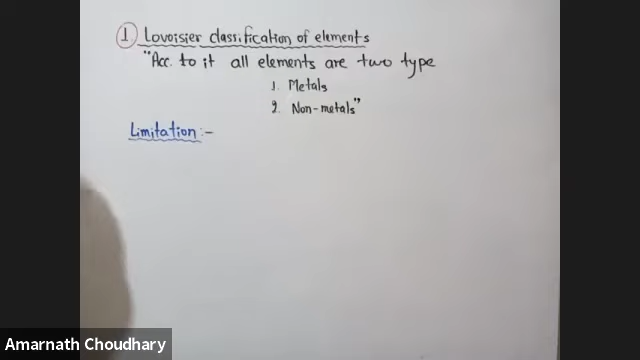 1. Lovoisier classification of elements
"Acc. to it all elements are two type
1. Metals
2. Non-metals"
Limitation:-
Amarnath Choudhary